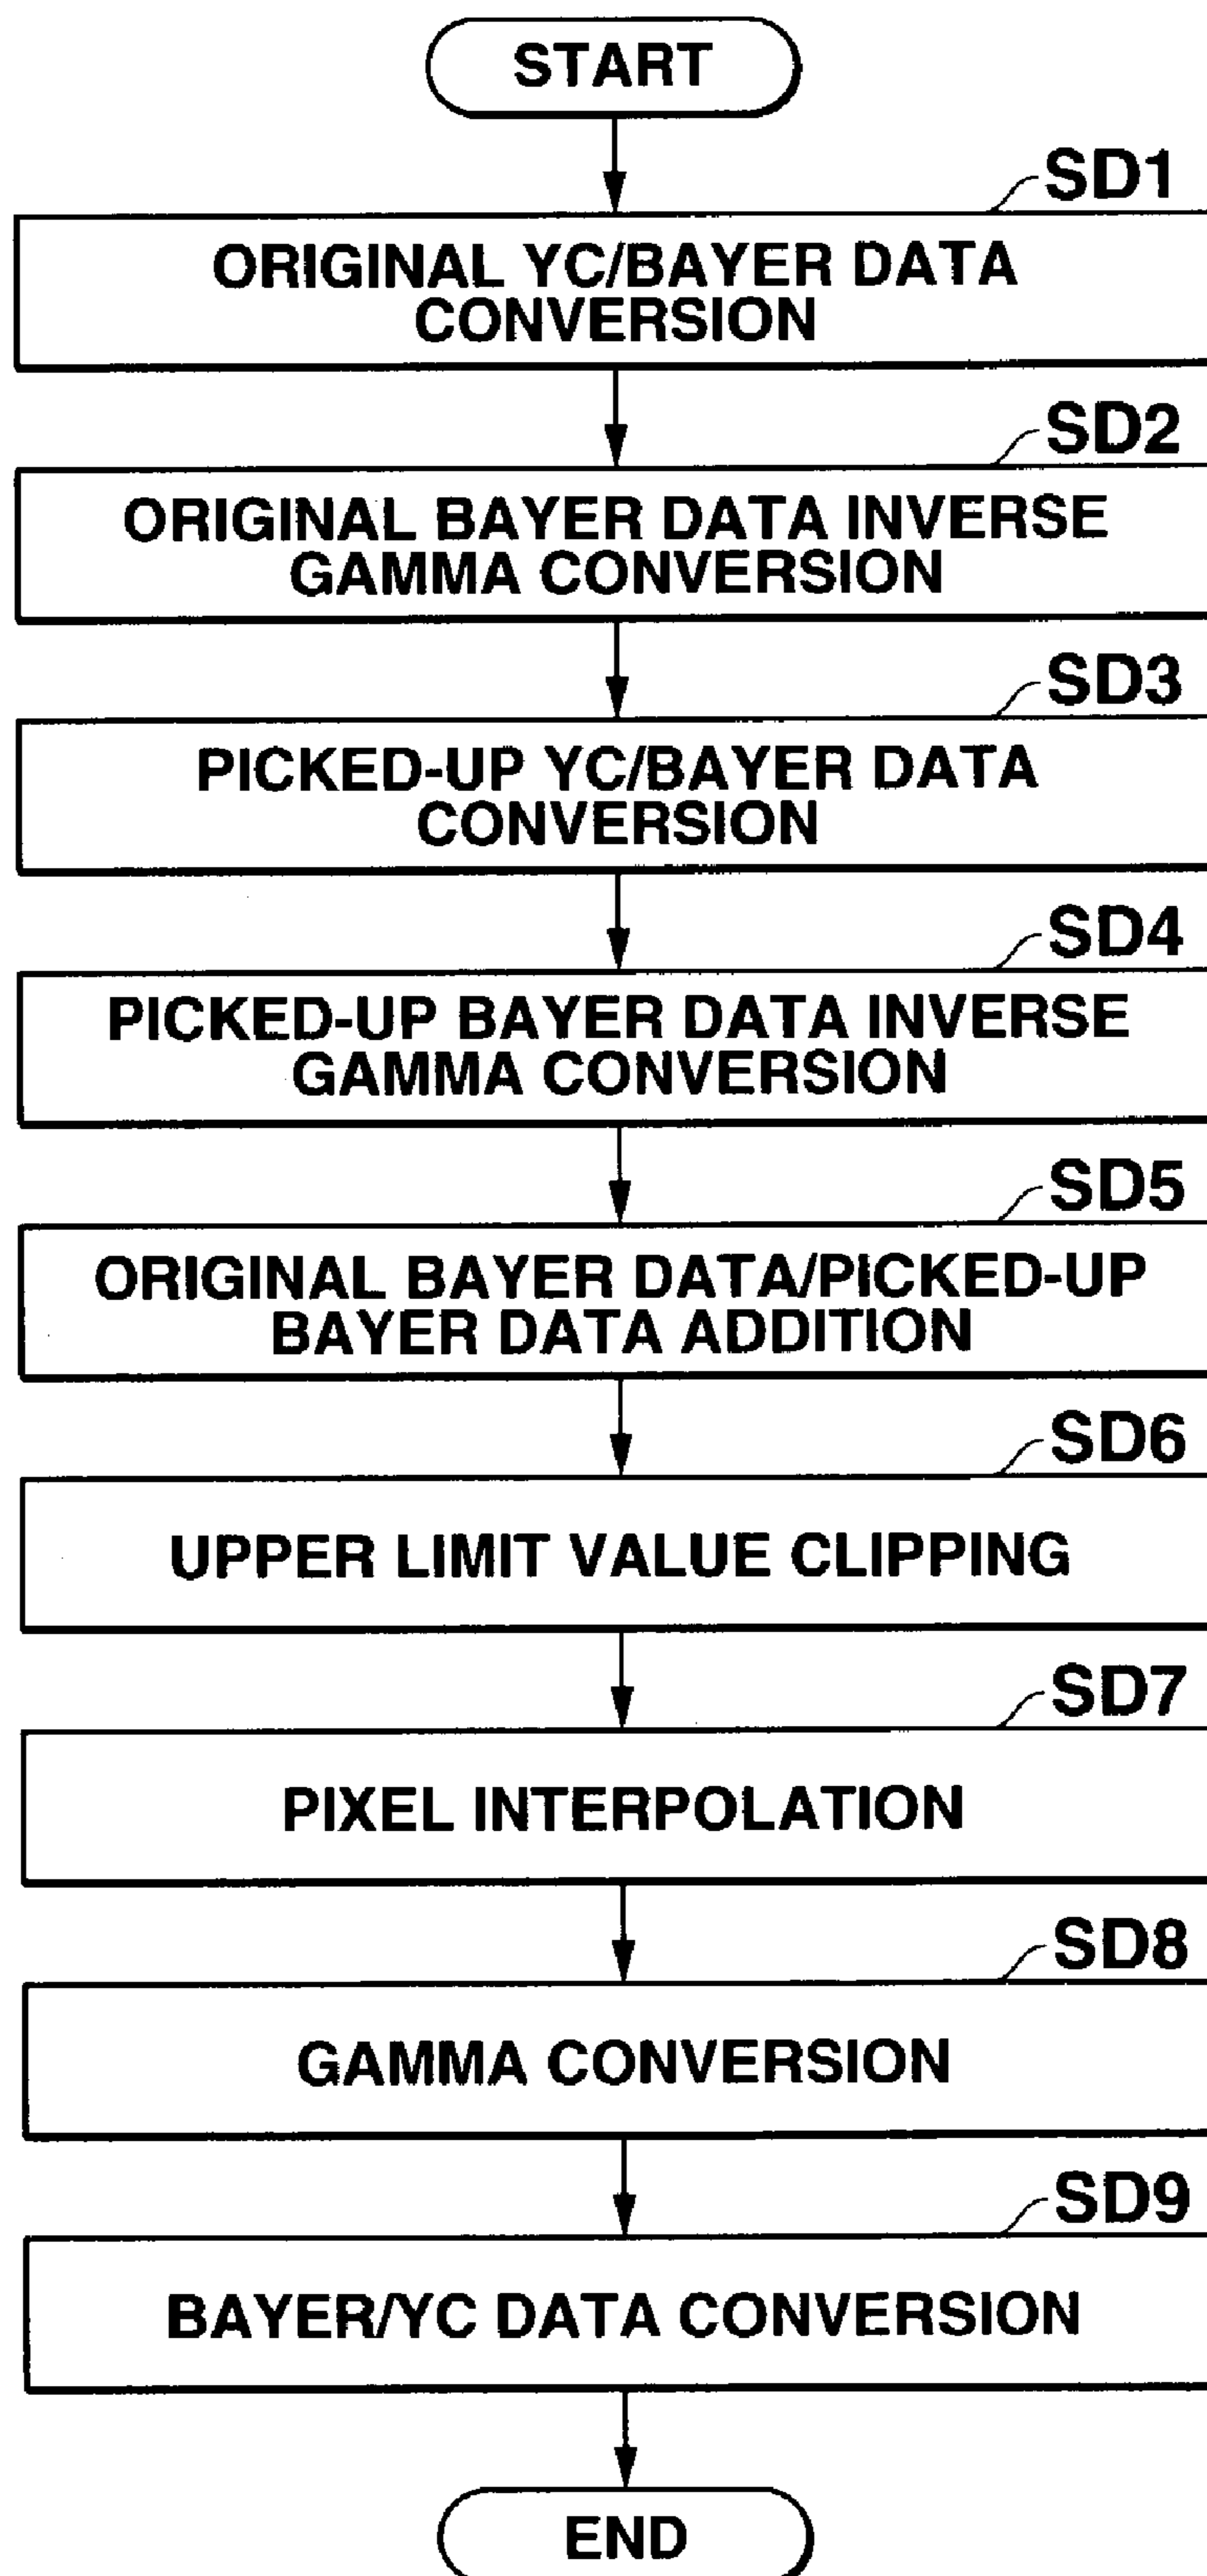 START
SD1
ORIGINAL YC/BAYER DATA
CONVERSION
SD2
ORIGINAL BAYER DATA INVERSE
GAMMA CONVERSION
SD3
PICKED-UP YC/BAYER DATA
CONVERSION
SD4
PICKED-UP BAYER DATA INVERSE
GAMMA CONVERSION
SD5
ORIGINAL BAYER DATA/PICKED-UP
BAYER DATA ADDITION
SD6
UPPER LIMIT VALUE CLIPPING
SD7
PIXEL INTERPOLATION
SD8
GAMMA CONVERSION
SD9
BAYER/YC DATA CONVERSION
END